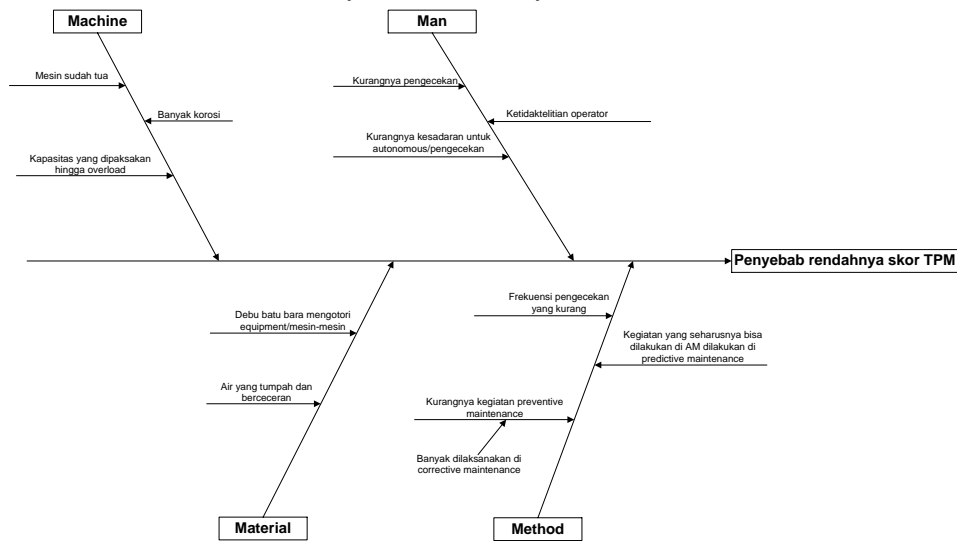 Machine
Man
Mesin sudah tua
Banyak korosi
Kapasitas yang dipaksakan
hingga overload
Kurangnya pengecekan
Ketidaktelitian operator
Kurangnya kesadaran untuk
autonomous/pengecekan
Penyebab rendahnya skor TPM
Debu batu bara mengotori
equipment/mesin-mesin
Air yang tumpah dan
berceceran
Frekuensi pengecekan
yang kurang
Kegiatan yang seharusnya bisa
dilakukan di AM dilakukan di
predictive maintenance
Kurangnya kegiatan preventive
maintenance
Banyak dilaksanakan di
corrective maintenance
Material
Method